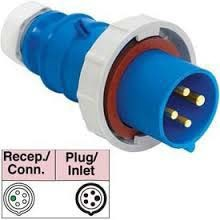 Recep./ Plug/
Conn. Inlet